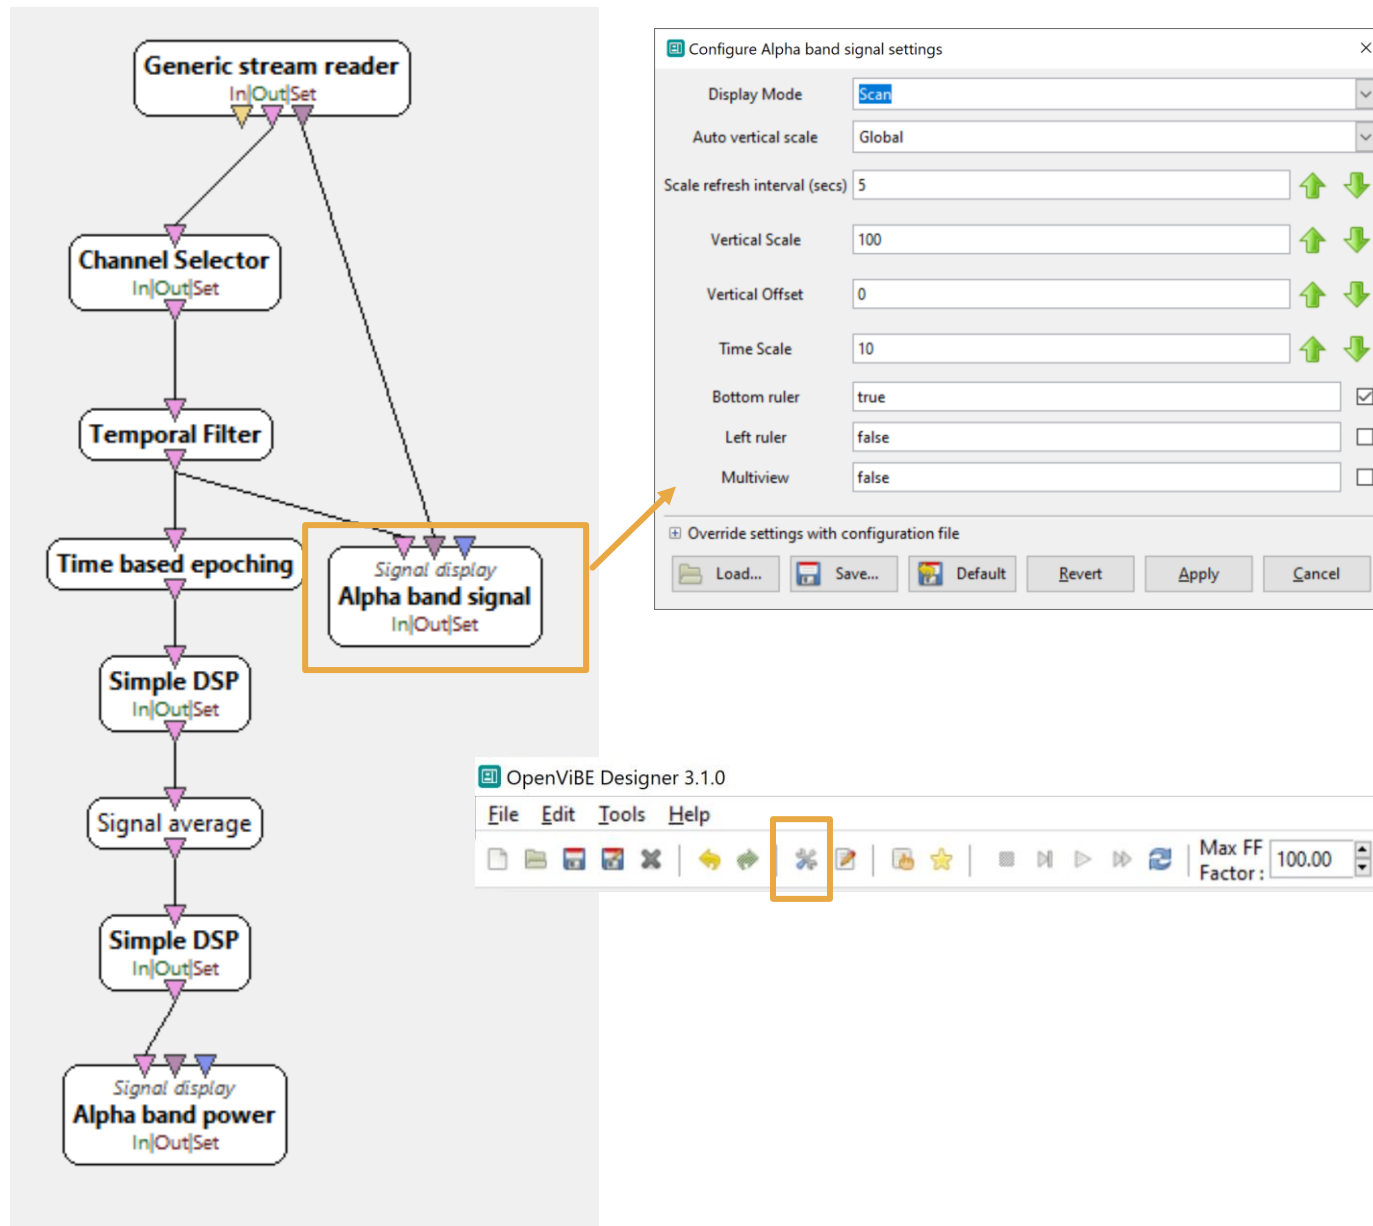 Generic stream reader
In|Out|Set
Channel Selector
In|Out|Set
Temporal Filter
Time based epoching
Signal display
Alpha band signal
In|Out|Set
Simple DSP
In|Out|Set
Signal average
Simple DSP
In|Out|Set
Signal display
Alpha band power
In|Out|Set
Configure Alpha band signal settings
Display Mode Scan
Auto vertical scale Global
Scale refresh interval (secs) 5
Vertical Scale 100
Vertical Offset 0
Time Scale 10
Bottom ruler true
Left ruler false
Multiview false
Override settings with configuration file
Load... Save... Default Revert Apply Cancel
OpenViBE Designer 3.1.0
File Edit Tools Help
Max FF
Factor : 100.00